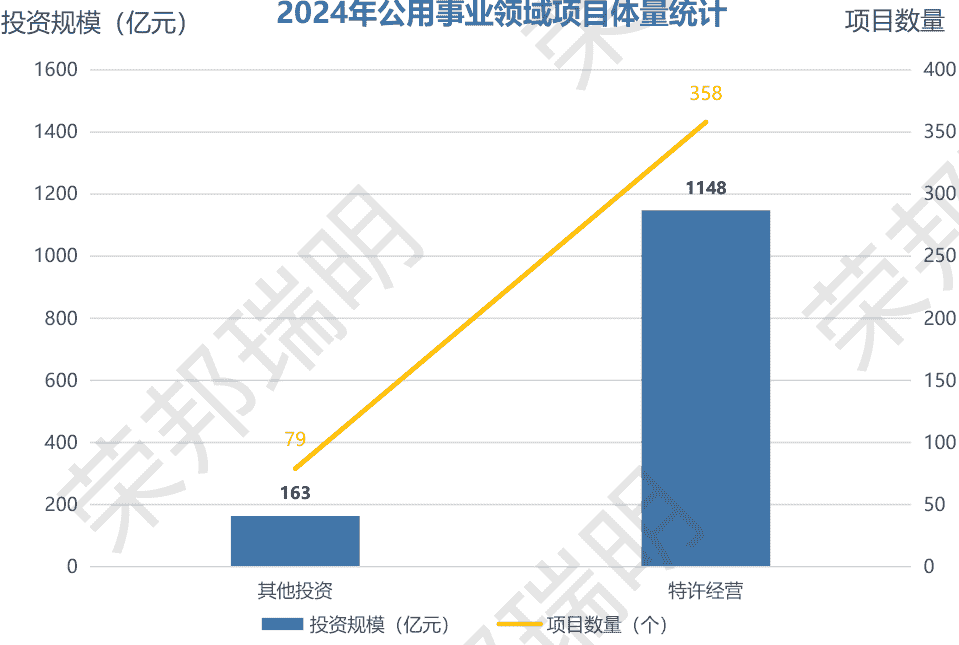 2024年公用事业领域项目体量统计
投资规模（亿元）
项目数量
1600
1400
1200
1000
800
600
400
200
0
400
350
300
250
200
150
100
50
0
358
1148
79
163
其他投资
特许经营
投资规模（亿元）
项目数量（个）
荣邦瑞明
荣邦
瑞明
荣